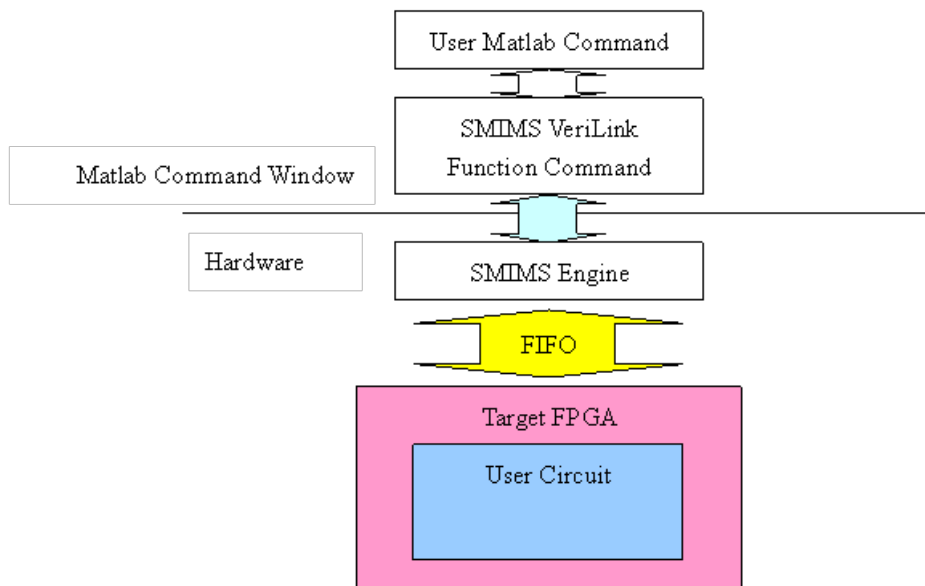 User Matlab Command
SMIMS VeriLink
Function Command
Matlab Command Window
Hardware
SMIMS Engine
FIFO
Target FPGA
User Circuit